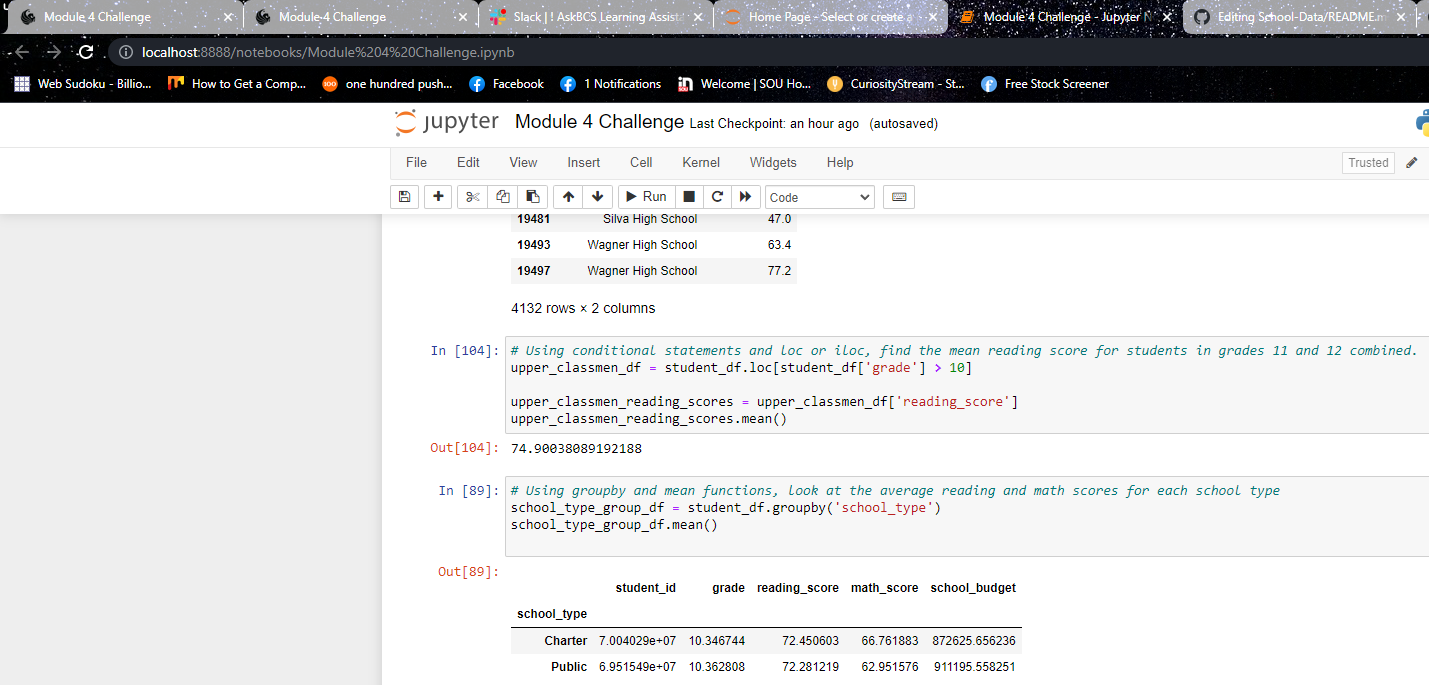 Module 4 Challenge
Module 4 Challenge
Slack | ! AskBCS Learning Assist
Home Page - Select or create a
Module 4 Challenge - Jupyter N
Editing School-Data/README.m
localhost:8888/notebooks/Module%204%20Challenge.ipynb
Web Sudoku - Billio...
How to Get a Comp...
100
one hundred push...
Facebook
1 Notifications
in
SOU
Welcome | SOU Ho...
CuriosityStream - St...
Free Stock Screener
jupyter Module 4 Challenge Last Checkpoint: an hour ago (autosaved)
File Edit View Insert Cell Kernel Widgets Help
Trusted
Run
Code
19481 Silva High School 47.0
19493 Wagner High School 63.4
19497 Wagner High School 77.2
4132 rows × 2 columns
In [104]: # Using conditional statements and loc or iloc, find the mean reading score for students in grades 11 and 12 combined.
upper_classmen_df = student_df.loc[student_df['grade'] > 10]
upper_classmen_reading_scores = upper_classmen_df['reading_score']
upper_classmen_reading_scores.mean()
Out[104]: 74.90038089192188
In [89]: # Using groupby and mean functions, look at the average reading and math scores for each school type
school_type_group_df = student_df.groupby('school_type')
school_type_group_df.mean()
Out[89]:
student_id grade reading_score math_score school_budget
school_type
Charter 7.004029e+07 10.346744 72.450603 66.761883 872625.656236
Public 6.951549e+07 10.362808 72.281219 62.951576 911195.558251